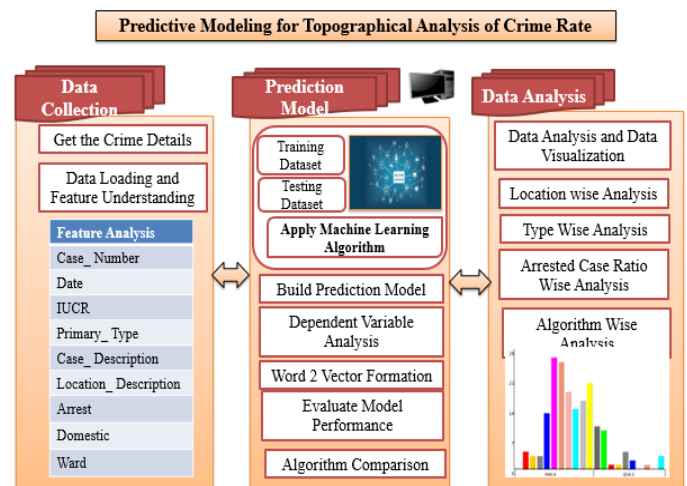 Predictive Modeling for Topographical Analysis of Crime Rate
Data
Collection
Get the Crime Details
Data Loading and
Feature Understanding
Feature Analysis
Case_ Number
Date
IUCR
Primary_ Type
Case_ Description
Location_ Description
Arrest
Domestic
Ward
Prediction
Model
Training
Dataset
Testing
Dataset
Apply Machine Learning
Algorithm
Build Prediction Model
Dependent Variable
Analysis
Word 2 Vector Formation
Evaluate Model
Performance
Algorithm Comparison
Data Analysis
Data Analysis and Data
Visualization
Location wise Analysis
Type Wise Analysis
Arrested Case Ratio
Wise Analysis
Algorithm Wise
Analysis